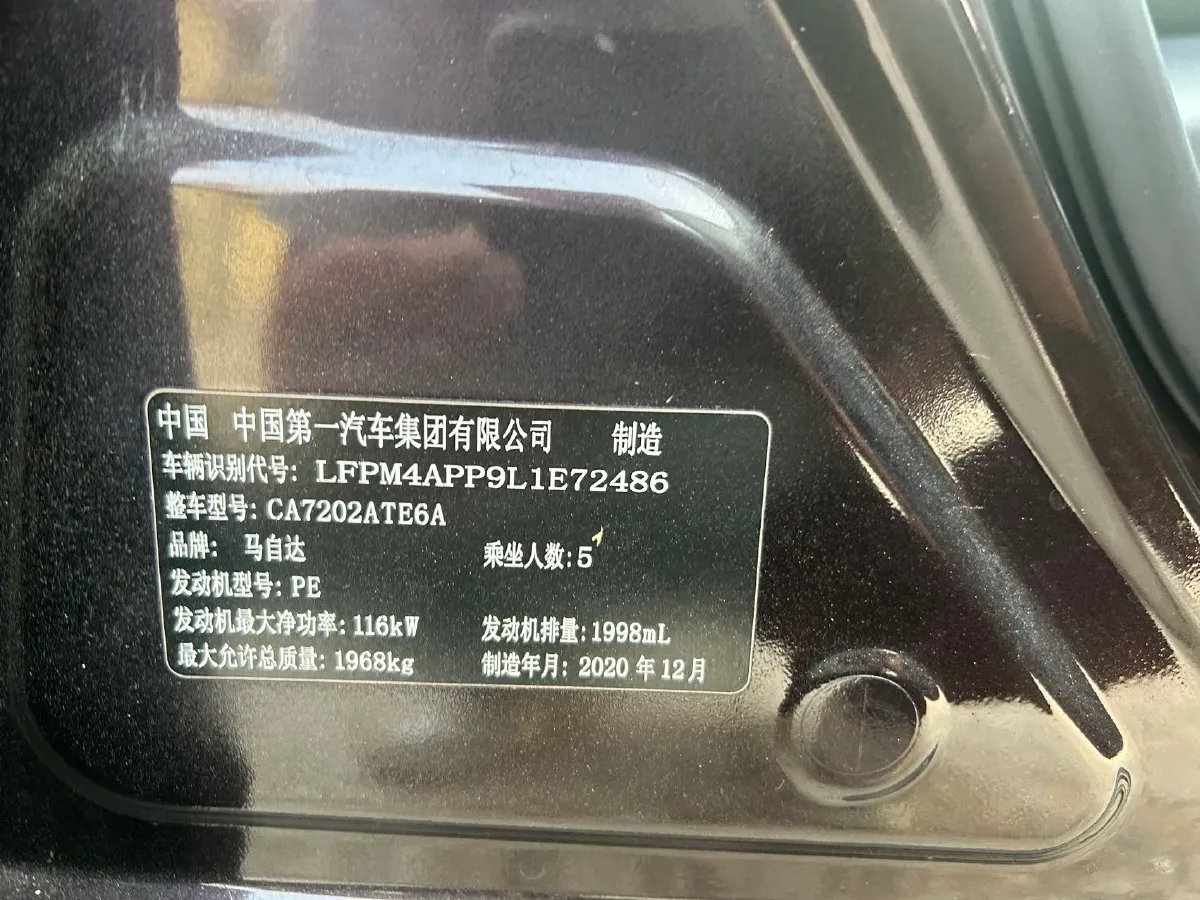 中国 中国第一汽车集团有限公司 制造
车辆识别代号: LFPM4APP9L1E72486
整车型号: CA7202ATE6A
品牌: 马自达 乘坐人数: 5
发动机型号: PE
发动机最大净功率: 116kW 发动机排量: 1998mL
最大允许总质量: 1968kg 制造年月: 2020 年 12 月